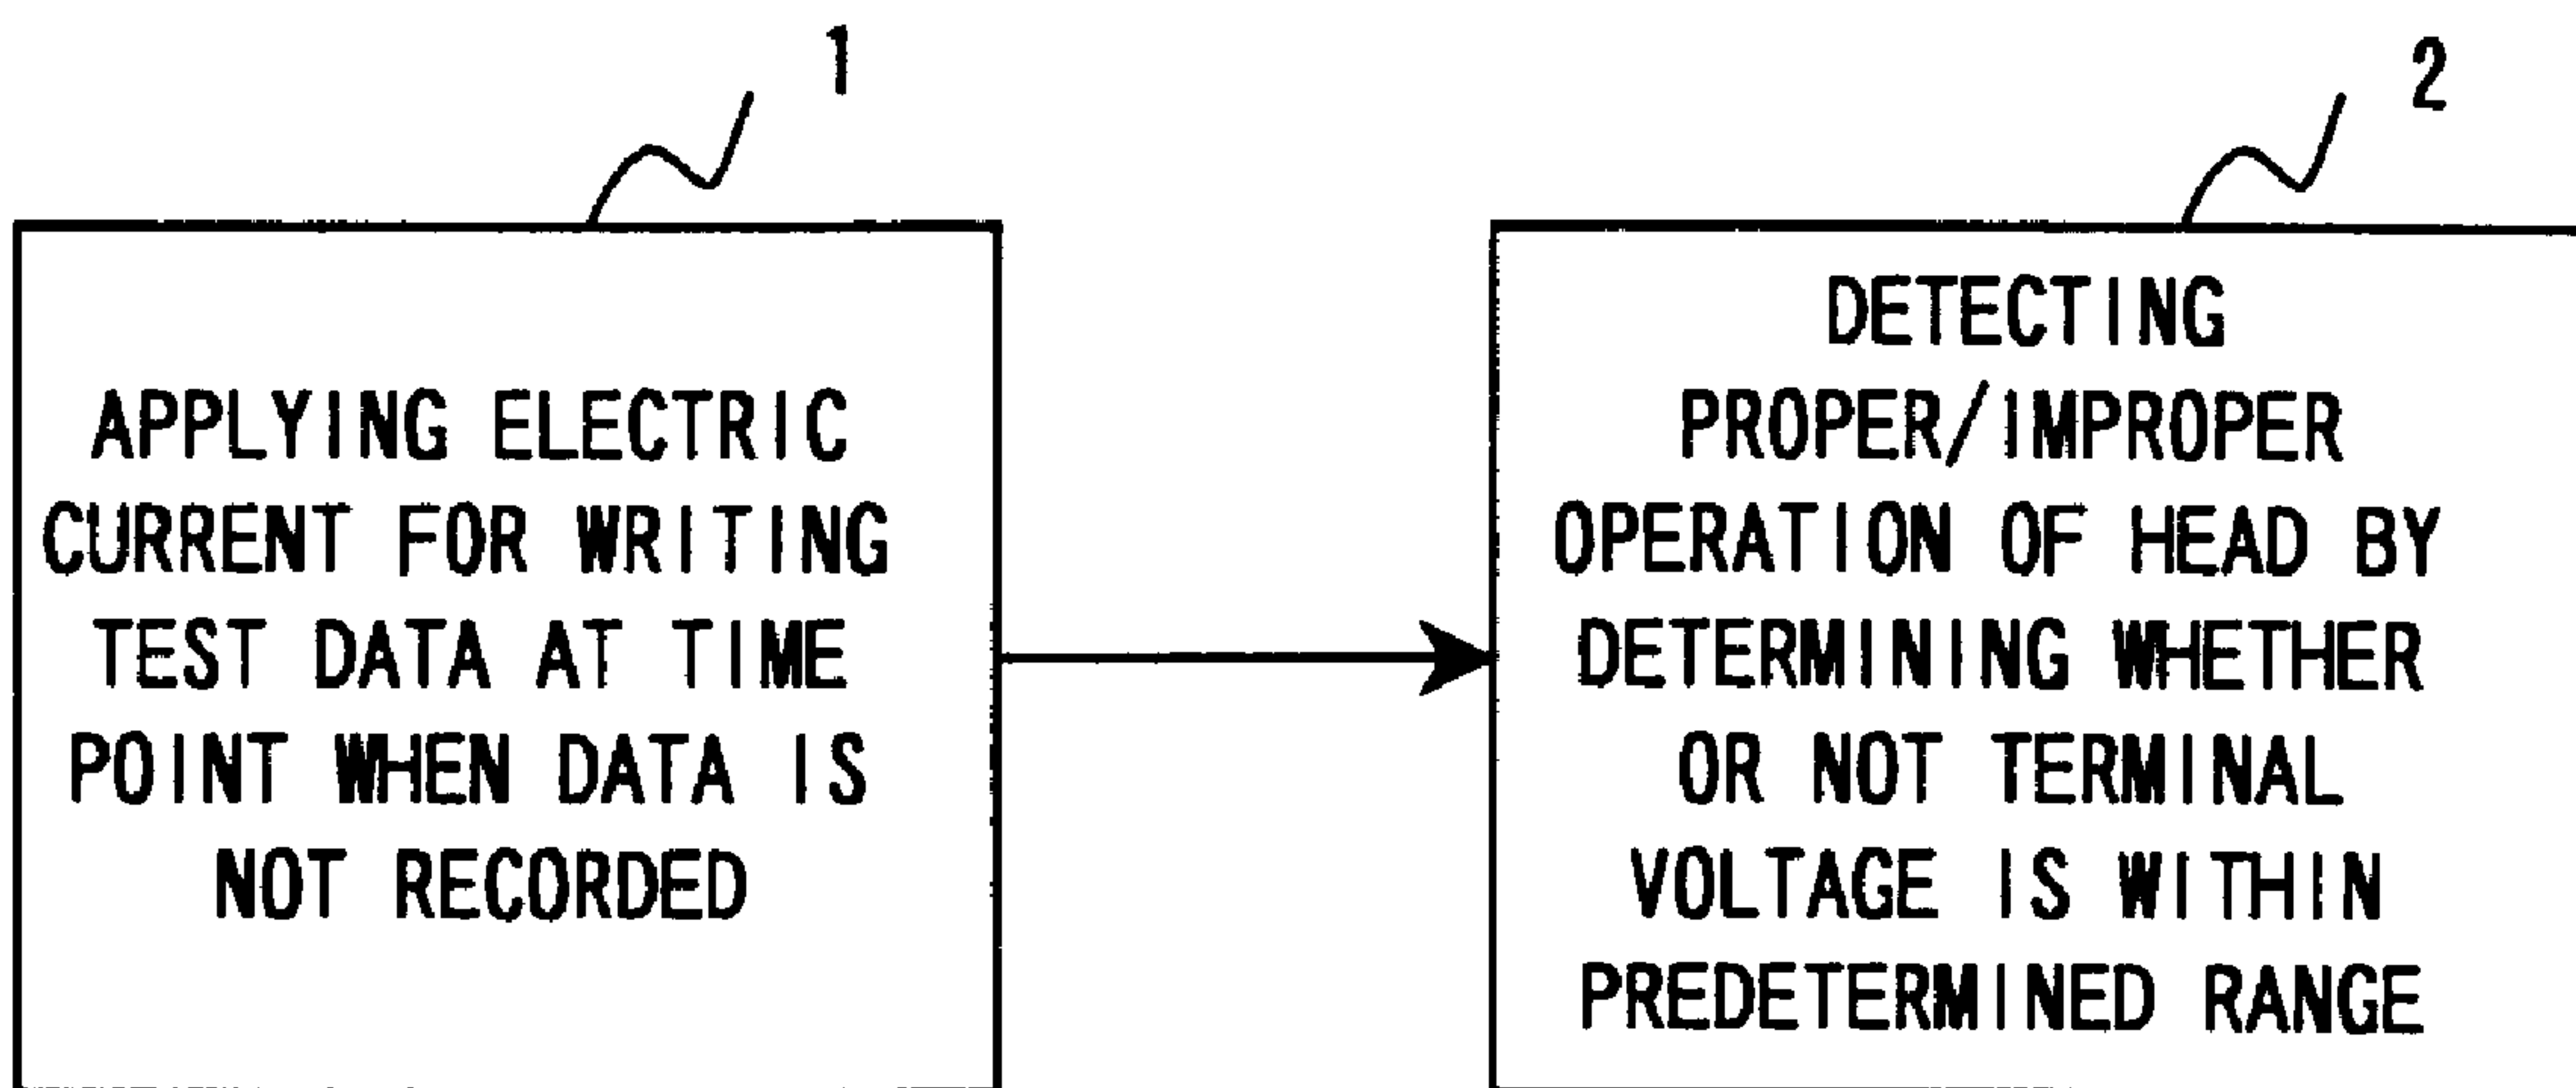 1
APPLYING ELECTRIC
CURRENT FOR WRITING
TEST DATA AT TIME
POINT WHEN DATA IS
NOT RECORDED
2
DETECTING
PROPER/IMPROPER
OPERATION OF HEAD BY
DETERMINING WHETHER
OR NOT TERMINAL
VOLTAGE IS WITHIN
PREDETERMINED RANGE